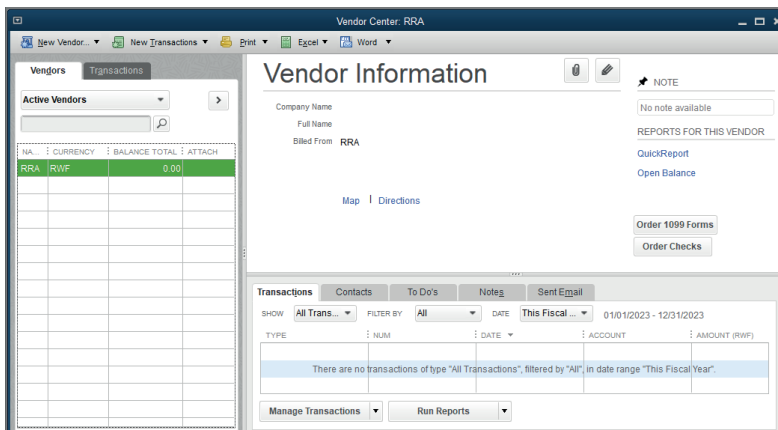 Vendor Center: RRA
New Vendor... New Transactions Print Excel Word
Vendors Transactions
Active Vendors
NA... CURRENCY BALANCE TOTAL ATTACH
RRA RWF 0.00
Vendor Information
Company Name
Full Name
Billed From RRA
Map | Directions
NOTE
No note available
REPORTS FOR THIS VENDOR
QuickReport
Open Balance
Order 1099 Forms
Order Checks
Transactions Contacts To Do's Notes Sent Email
SHOW All Trans... FILTER BY All DATE This Fiscal ... 01/01/2023 - 12/31/2023
TYPE NUM DATE ACCOUNT AMOUNT (RWF)
There are no transactions of type "All Transactions", filtered by "All", in date range "This Fiscal Year".
Manage Transactions Run Reports